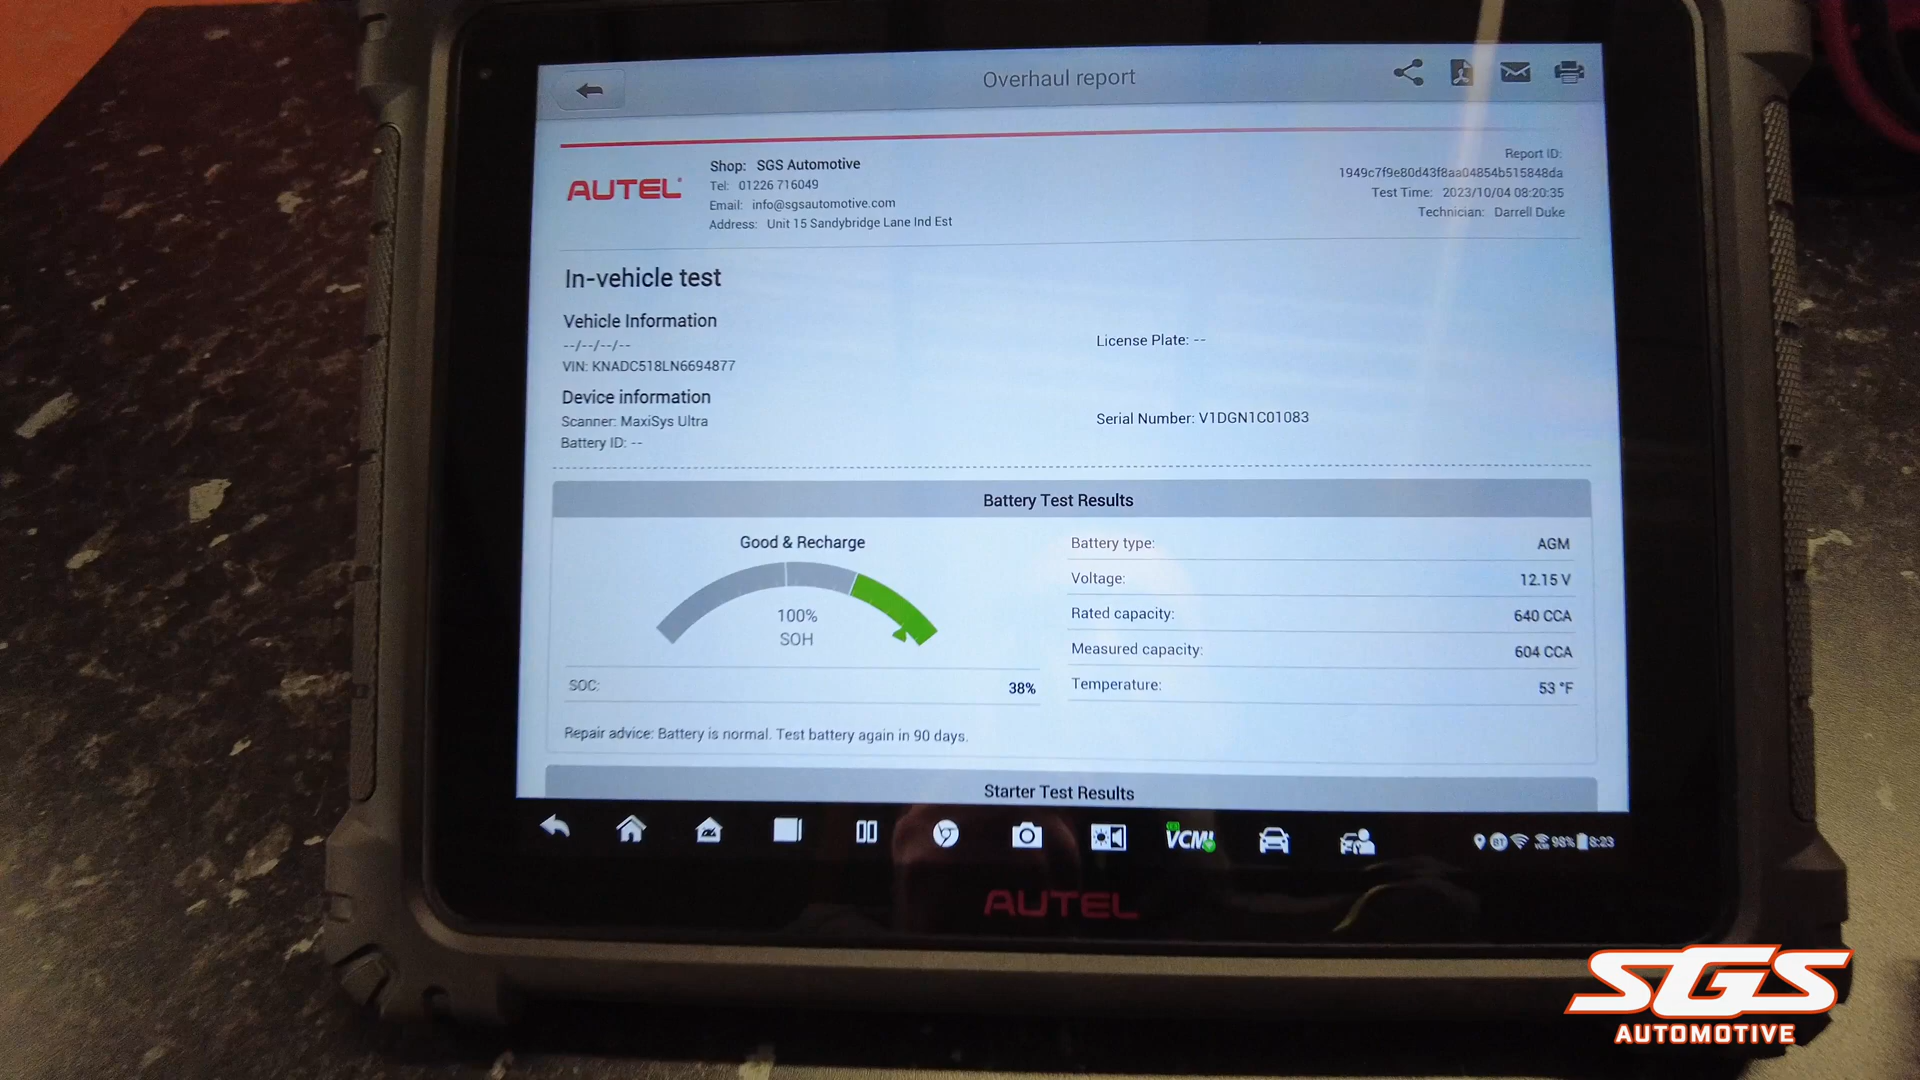 Overhaul report
AUTEL
Shop: SGS Automotive
Tel: 01226 716049
Email: info@sgsautomotive.com
Address: Unit 15 Sandybridge Lane Ind Est
Report ID:
1949c7f9e80d43f8aa04854b515848da
Test Time: 2023/10/04 08:20:35
Technician: Darrell Duke
In-vehicle test
Vehicle Information
--/--/--/--
VIN: KNADC518LN6694877
License Plate: --
Device information
Scanner: MaxiSys Ultra
Serial Number: V1DGN1C01083
Battery ID: --
Battery Test Results
Good & Recharge
100%
SOH
SOC: 38%
Battery type: AGM
Voltage: 12.15 V
Rated capacity: 640 CCA
Measured capacity: 604 CCA
Temperature: 53 °F
Repair advice: Battery is normal. Test battery again in 90 days.
Starter Test Results
VCMI
BT 98% 8:23
AUTEL
SGS
AUTOMOTIVE